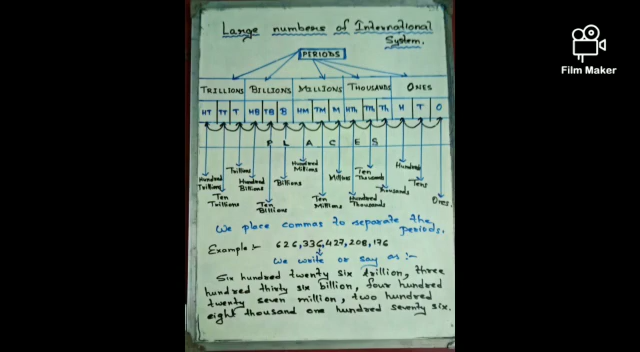 Large numbers of International
System.
PERIODS
TRILLIONS BILLIONS MILLIONS THOUSANDS ONES
HT TT T HB TB B HM TM M HTh TTh Th H T O
P L A C E S
Hundred Trillions
Ten Trillions
Trillions
Hundred Billions
Ten Billions
Billions
Hundred Millions
Ten Millions
Millions
Hundred Thousands
Ten Thousands
Thousands
Hundreds
Tens
Ones.
We place commas to separate the
periods.
Example :- 626,336,427,208,176
We write or say as :-
Six hundred twenty six trillion, three
hundred thirty six billion, four hundred
twenty seven million, two hundred
eight thousand one hundred seventy six.
Film Maker